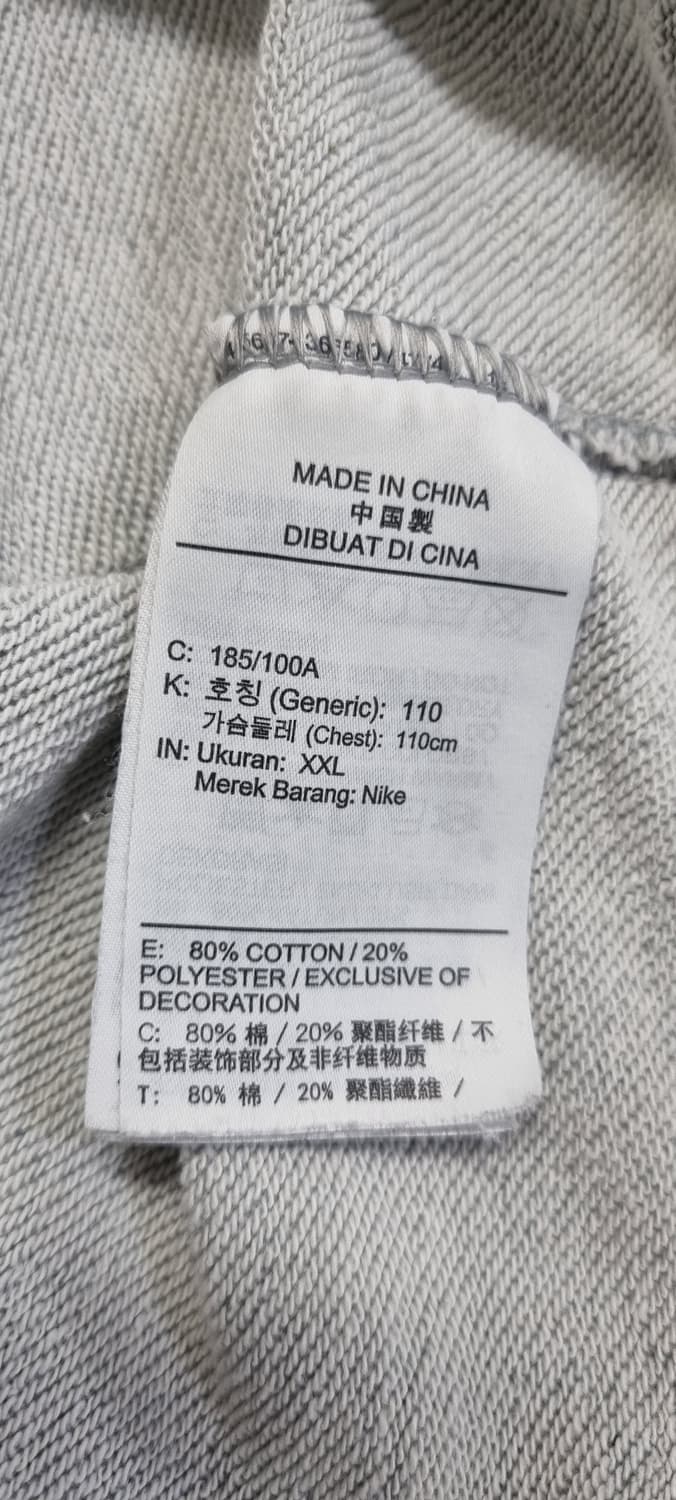 MADE IN CHINA
中国製
DIBUAT DI CINA
C: 185/100A
K: 호칭 (Generic): 110
가슴둘레 (Chest): 110cm
IN: Ukuran: XXL
Merek Barang: Nike
E: 80% COTTON / 20%
POLYESTER / EXCLUSIVE OF
DECORATION
C: 80% 棉 / 20% 聚酯纤维 / 不
包括装饰部分及非纤维物质
T: 80% 棉 / 20% 聚酯纖維 /